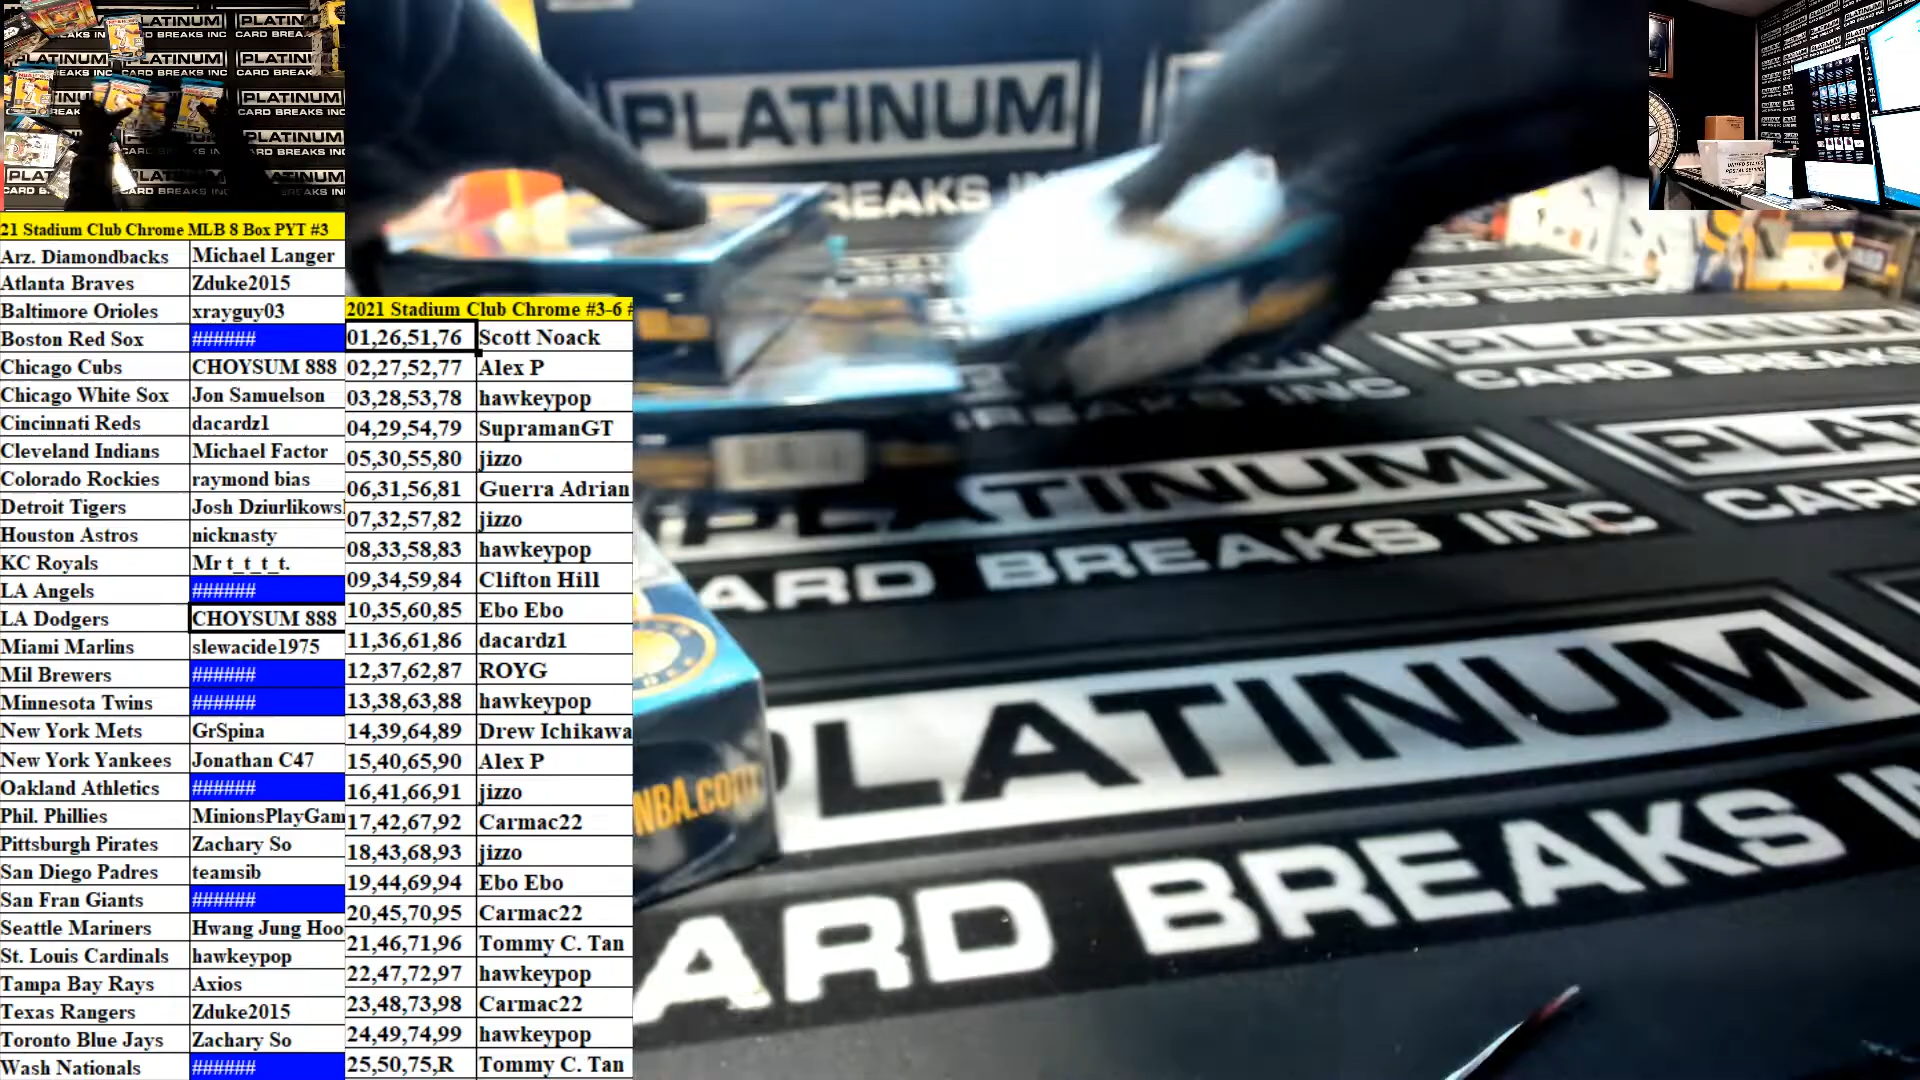 21 Stadium Club Chrome MLB 8 Box PYT #3
Arz. Diamondbacks Michael Langer
Atlanta Braves Zduke2015
Baltimore Orioles xrayguy03
Boston Red Sox ######
Chicago Cubs CHOYSUM 888
Chicago White Sox Jon Samuelson
Cincinnati Reds dacardz1
Cleveland Indians Michael Factor
Colorado Rockies raymond bias
Detroit Tigers Josh Dziurlikows
Houston Astros nicknasty
KC Royals Mr t_t_t_t.
LA Angels ######
LA Dodgers CHOYSUM 888
Miami Marlins slewacide1975
Mil Brewers ######
Minnesota Twins ######
New York Mets GrSpina
New York Yankees Jonathan C47
Oakland Athletics ######
Phil. Phillies MinionsPlayGam
Pittsburgh Pirates Zachary So
San Diego Padres teamsib
San Fran Giants ######
Seattle Mariners Hwang Jung Hoo
St. Louis Cardinals hawkeypop
Tampa Bay Rays Axios
Texas Rangers Zduke2015
Toronto Blue Jays Zachary So
Wash Nationals ######
2021 Stadium Club Chrome #3-6 #
01,26,51,76 Scott Noack
02,27,52,77 Alex P
03,28,53,78 hawkeypop
04,29,54,79 SupramanGT
05,30,55,80 jizzo
06,31,56,81 Guerra Adrian
07,32,57,82 jizzo
08,33,58,83 hawkeypop
09,34,59,84 Clifton Hill
10,35,60,85 Ebo Ebo
11,36,61,86 dacardz1
12,37,62,87 ROYG
13,38,63,88 hawkeypop
14,39,64,89 Drew Ichikawa
15,40,65,90 Alex P
16,41,66,91 jizzo
17,42,67,92 Carmac22
18,43,68,93 jizzo
19,44,69,94 Ebo Ebo
20,45,70,95 Carmac22
21,46,71,96 Tommy C. Tan
22,47,72,97 hawkeypop
23,48,73,98 Carmac22
24,49,74,99 hawkeypop
25,50,75,R Tommy C. Tan
PLATINUM
BREAKS IN
PLATINUM
CARD BREAKS
TINUM
ARD BREAKS INC
PLATINUM
ARD BREAKS IN
NBA.com